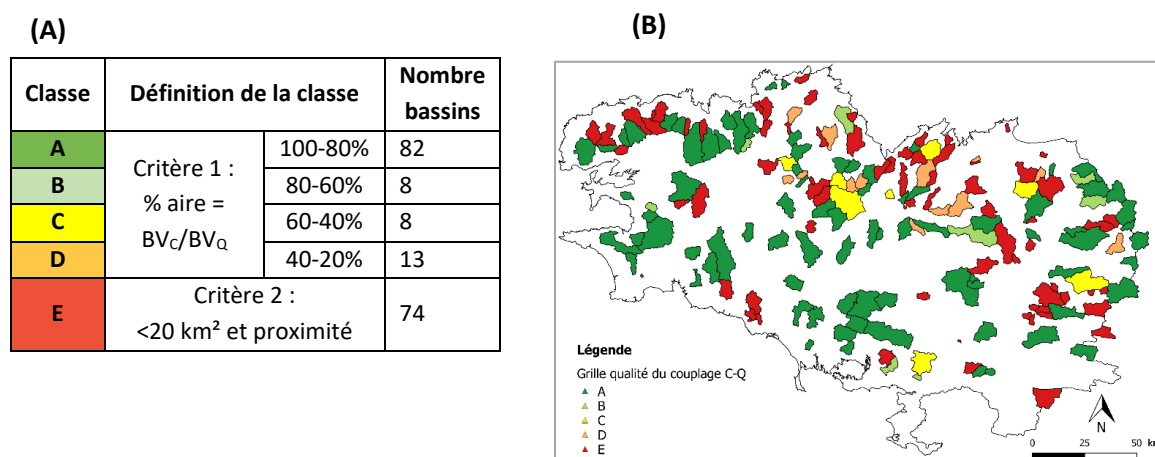 (A)
(B)
Classe Définition de la classe Nombre bassins
A Critère 1 : % aire = BVC/BVQ 100-80% 82
B 80-60% 8
C 60-40% 8
D 40-20% 13
E Critère 2 : <20 km² et proximité 74
Légende
Grille qualité du couplage C-Q
A
B
C
D
E
N
0 25 50 km